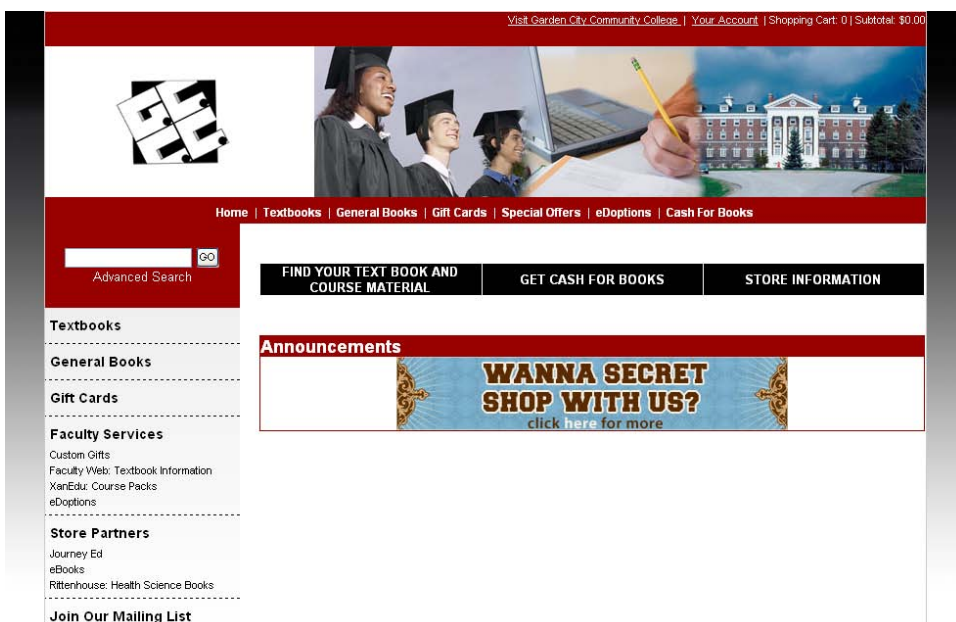 Visit Garden City Community College | Your Account | Shopping Cart: 0 | Subtotal: $0.00
GCCC
Home | Textbooks | General Books | Gift Cards | Special Offers | eOptions | Cash For Books
GO
Advanced Search
FIND YOUR TEXT BOOK AND
COURSE MATERIAL
GET CASH FOR BOOKS
STORE INFORMATION
Textbooks
General Books
Gift Cards
Faculty Services
Custom Gifts
Faculty Web: Textbook Information
XanEdu: Course Packs
eDoptions
Store Partners
Journey Ed
eBooks
Rittenhouse: Health Science Books
Join Our Mailing List
Announcements
WANNA SECRET
SHOP WITH US?
click here for more